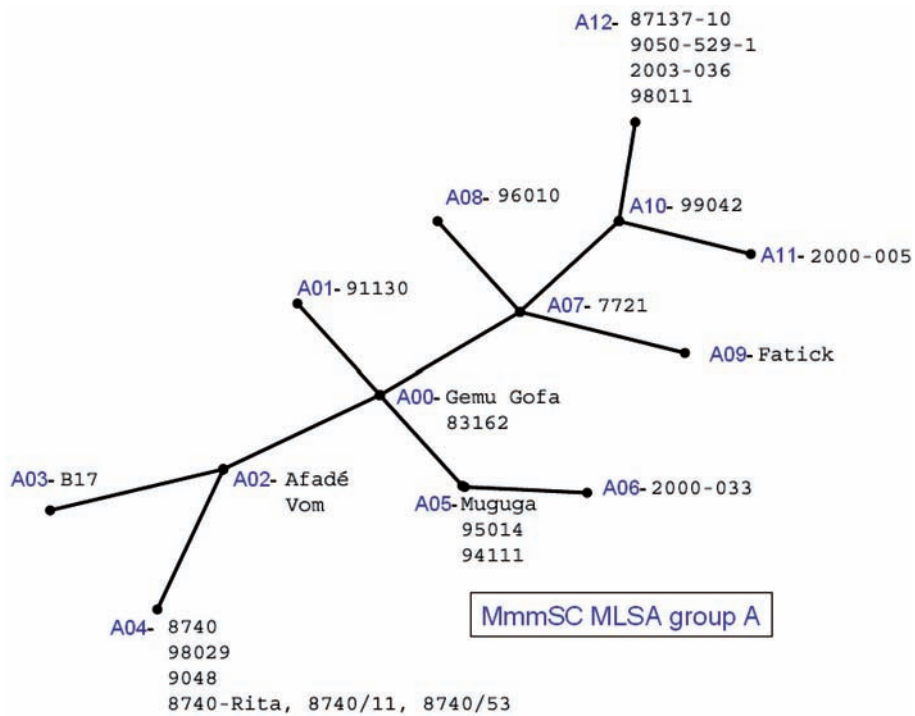 A12- 87137-10
9050-529-1
2003-036
98011
A08- 96010
A10- 99042
A11- 2000-005
A01- 91130
A07- 7721
A09- Fatick
A00- Gemu Gofa
83162
A03- B17
A02- Afadé
Vom
A05- Muguga
95014
94111
A06- 2000-033
MmmSC MLSA group A
A04- 8740
98029
9048
8740-Rita, 8740/11, 8740/53